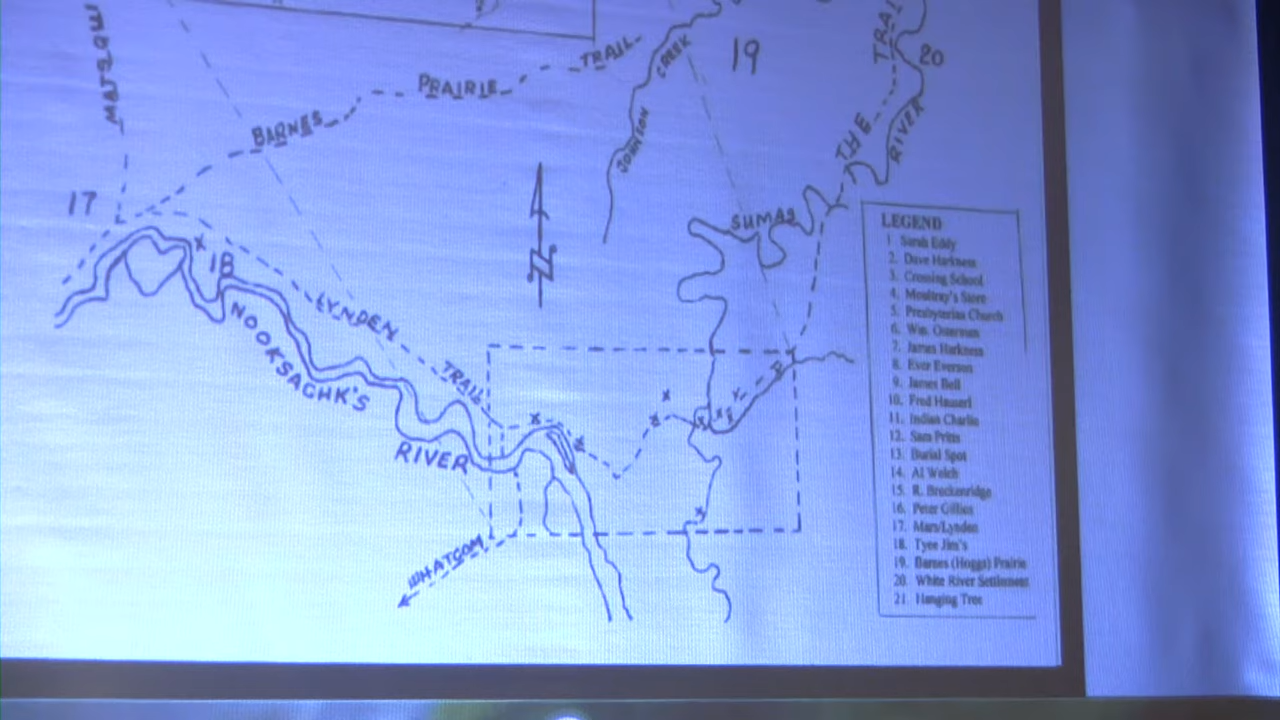 MATSQUI
BARNES PRAIRIE TRAIL
JOHNSON CREEK
19
THE TRAIL
20
RIVER
17
18
SUMAS
LYNDEN TRAIL
NOOKSACHK'S
RIVER
WHATCOM
N
LEGEND
1 Sarah Eddy
2. Dave Harkness
3. Crossing School
4. Moultray's Store
5. Presbyterian Church
6. Wm. Osterman
7. James Harkness
8. Ever Everson
9. James Bell
10. Fred Hauserl
11. Indian Charlie
12. Sam Pritts
13. Burial Spot
14. Al Welch
15. R. Breckenridge
16. Peter Gillies
17. Mars/Lynden
18. Tyee Jim's
19. Barnes (Hoggs) Prairie
20. White River Settlement
21. Hanging Tree